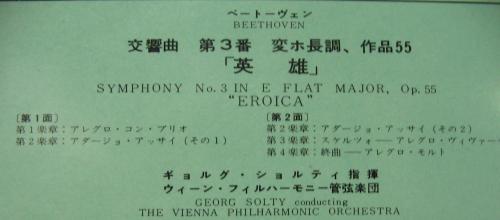 ベートーヴェン
BEETHOVEN
交響曲 第3番 変ホ長調、作品55
「英 雄」
SYMPHONY No. 3 IN E FLAT MAJOR, Op. 55
"EROICA"
〔第1面〕
第1楽章:アレグロ・コン・ブリオ
第2楽章:アダージョ・アッサイ(その1)
〔第2面〕
第2楽章:アダージョ・アッサイ(その2)
第3楽章:スケルツォ——アレグロ・ヴィヴァー
第4楽章:終曲——アレグロ・モルト
ギョルグ・ショルティ指揮
ウィーン・フィルハーモニー管弦楽団
GEORG SOLTY conducting
THE VIENNA PHILHARMONIC ORCHESTRA